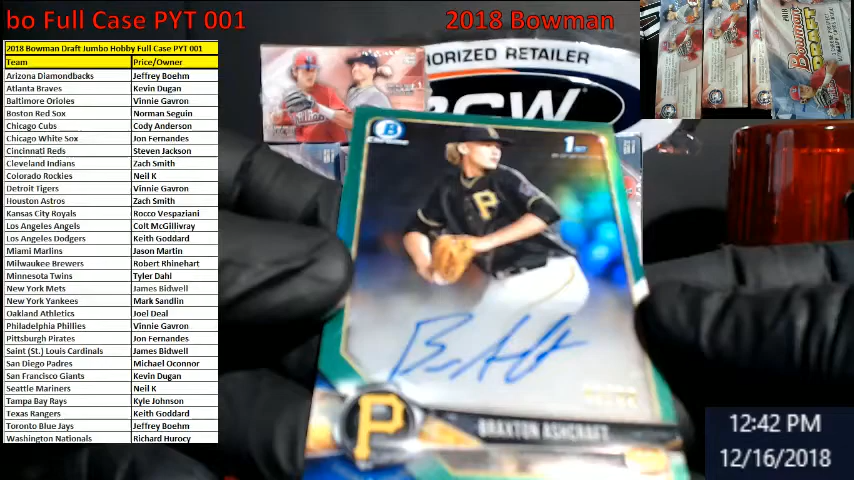 bo Full Case PYT 001
2018 Bowman
2018 Bowman Draft Jumbo Hobby Full Case PYT 001
Team Price/Owner
Arizona Diamondbacks Jeffrey Boehm
Atlanta Braves Kevin Dugan
Baltimore Orioles Vinnie Gavron
Boston Red Sox Norman Seguin
Chicago Cubs Cody Anderson
Chicago White Sox Jon Fernandes
Cincinnati Reds Steven Jackson
Cleveland Indians Zach Smith
Colorado Rockies Neil K
Detroit Tigers Vinnie Gavron
Houston Astros Zach Smith
Kansas City Royals Rocco Vespaziani
Los Angeles Angels Colt McGillivray
Los Angeles Dodgers Keith Goddard
Miami Marlins Jason Martin
Milwaukee Brewers Robert Rhinehart
Minnesota Twins Tyler Dahl
New York Mets James Bidwell
New York Yankees Mark Sandlin
Oakland Athletics Joel Deal
Philadelphia Phillies Vinnie Gavron
Pittsburgh Pirates Jon Fernandes
Saint (St.) Louis Cardinals James Bidwell
San Diego Padres Michael Oconnor
San Francisco Giants Kevin Dugan
Seattle Mariners Neil K
Tampa Bay Rays Kyle Johnson
Texas Rangers Keith Goddard
Toronto Blue Jays Jeffrey Boehm
Washington Nationals Richard Hurocy
HORIZED RETAILER
BCW
B
1st
P
P
BRAXTON ASHCRAFT
2018
Bowman
DRAFT
12:42 PM
12/16/2018